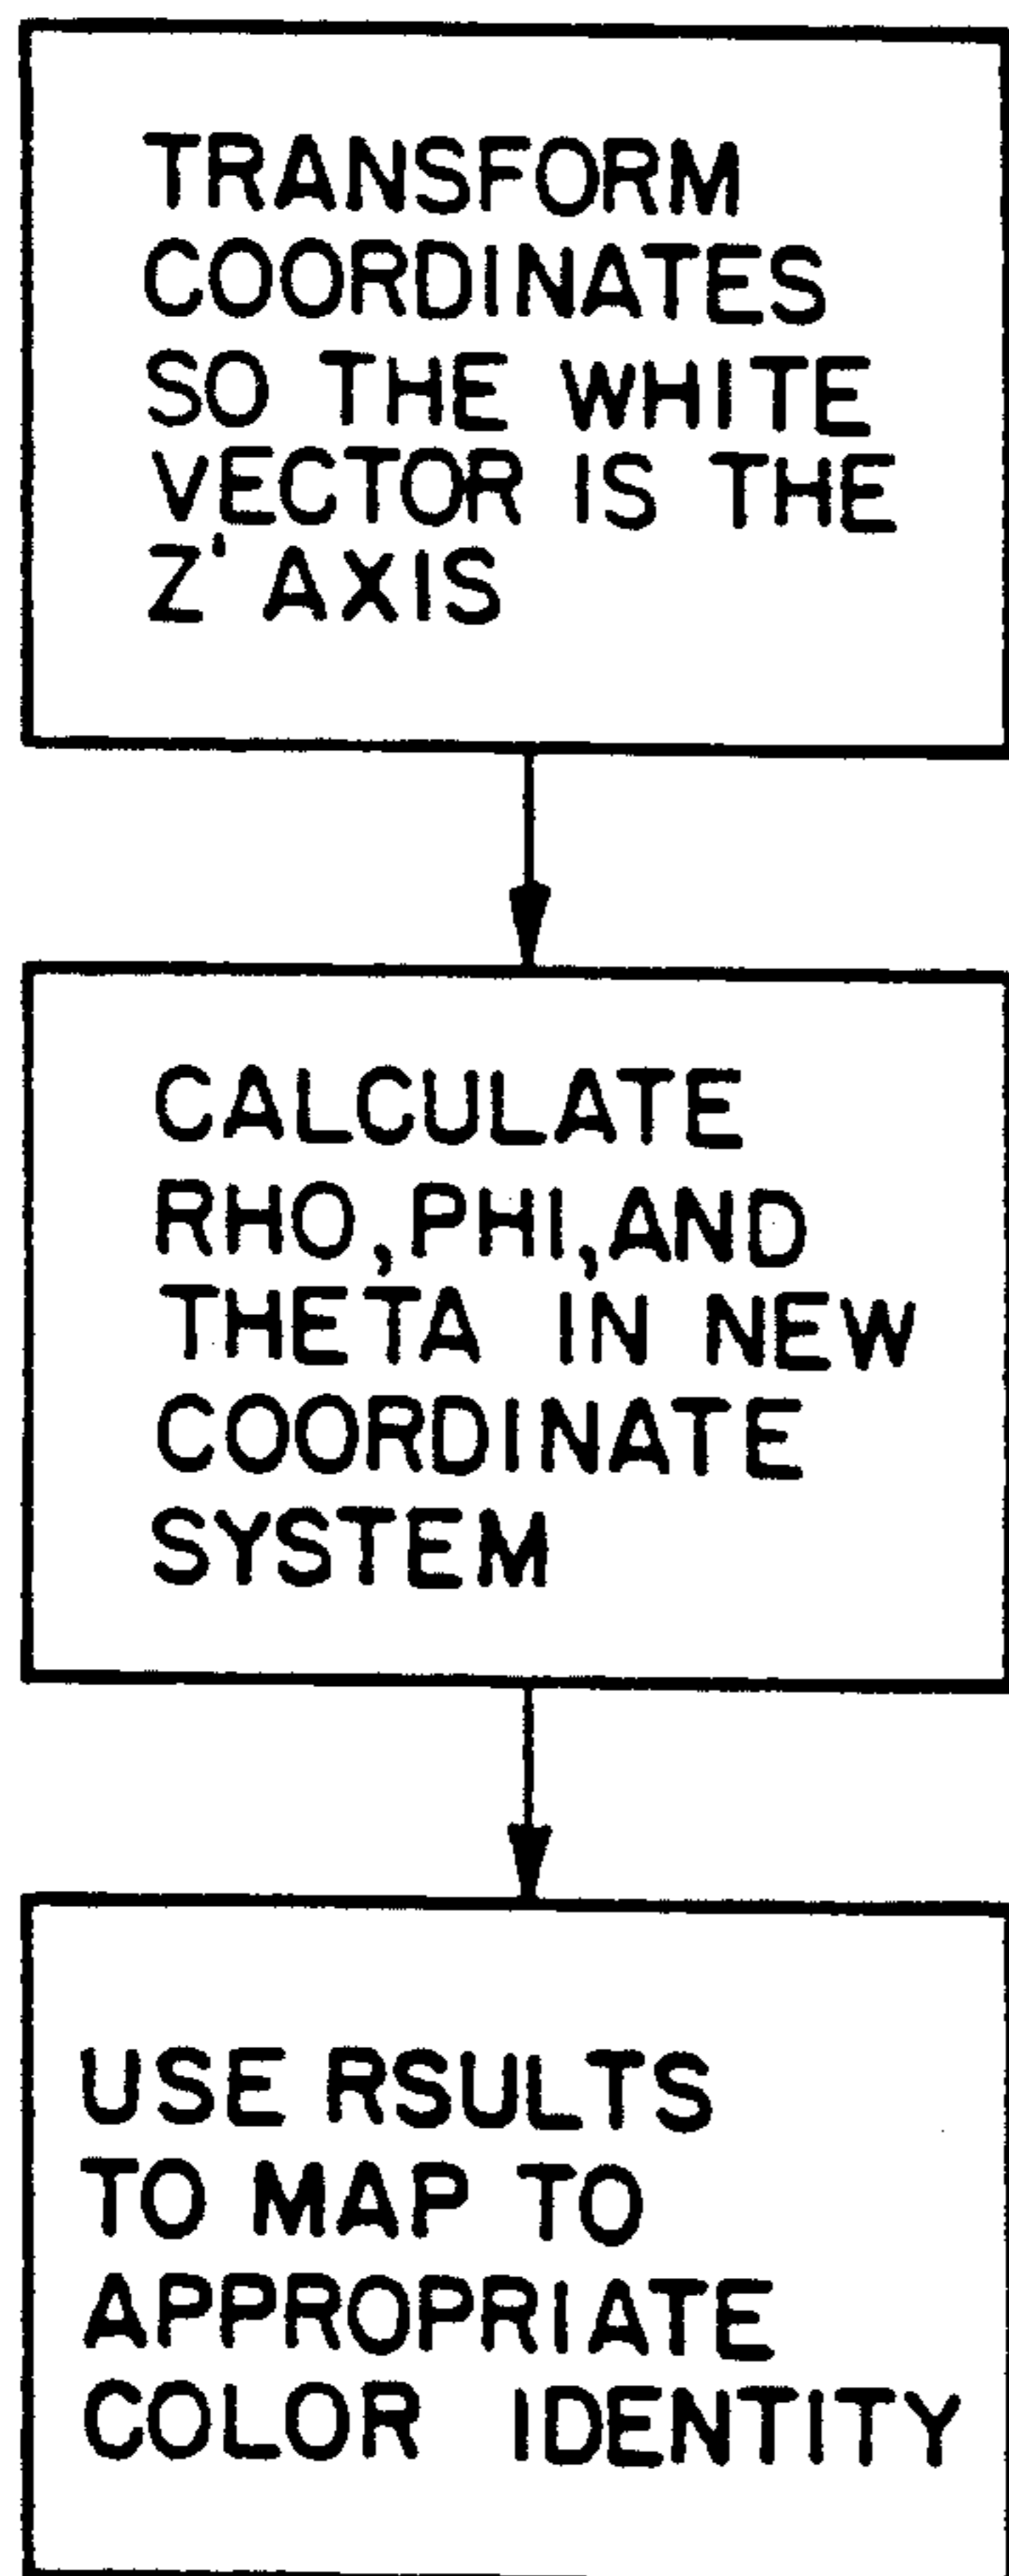 TRANSFORM
COORDINATES
SO THE WHITE
VECTOR IS THE
Z' AXIS
CALCULATE
RHO, PHI, AND
THETA IN NEW
COORDINATE
SYSTEM
USE RSULTS
TO MAP TO
APPROPRIATE
COLOR IDENTITY